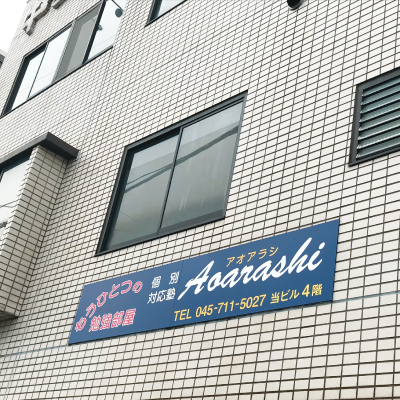 もうひとつの
勉強部屋
個別
対応塾
アオアラシ
Aoarashi
TEL 045-711-5027 当ビル4階